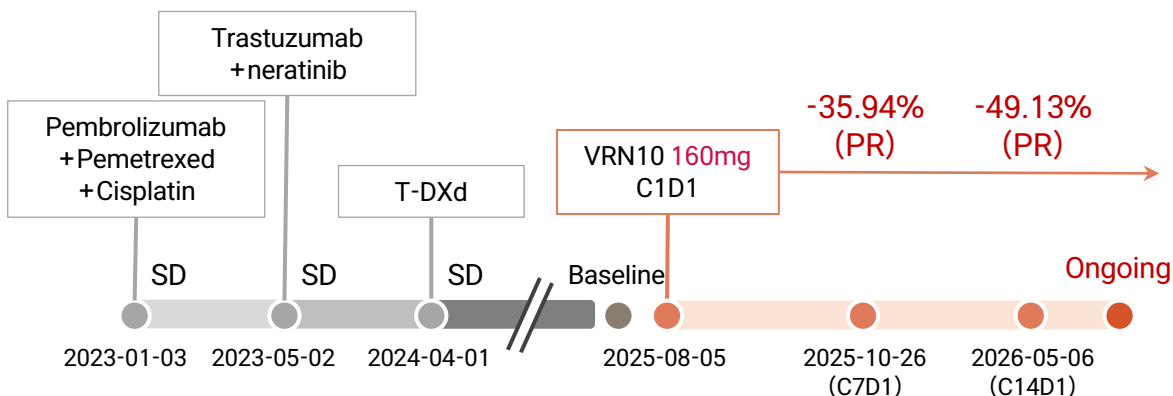 Trastuzumab
+neratinib
Pembrolizumab
+Pemetrexed
+Cisplatin
T-DXd
VRN10 160mg
C1D1
-35.94%
(PR)
-49.13%
(PR)
SD
SD
SD
Baseline
Ongoing
2023-01-03
2023-05-02
2024-04-01
2025-08-05
2025-10-26
(C7D1)
2026-05-06
(C14D1)